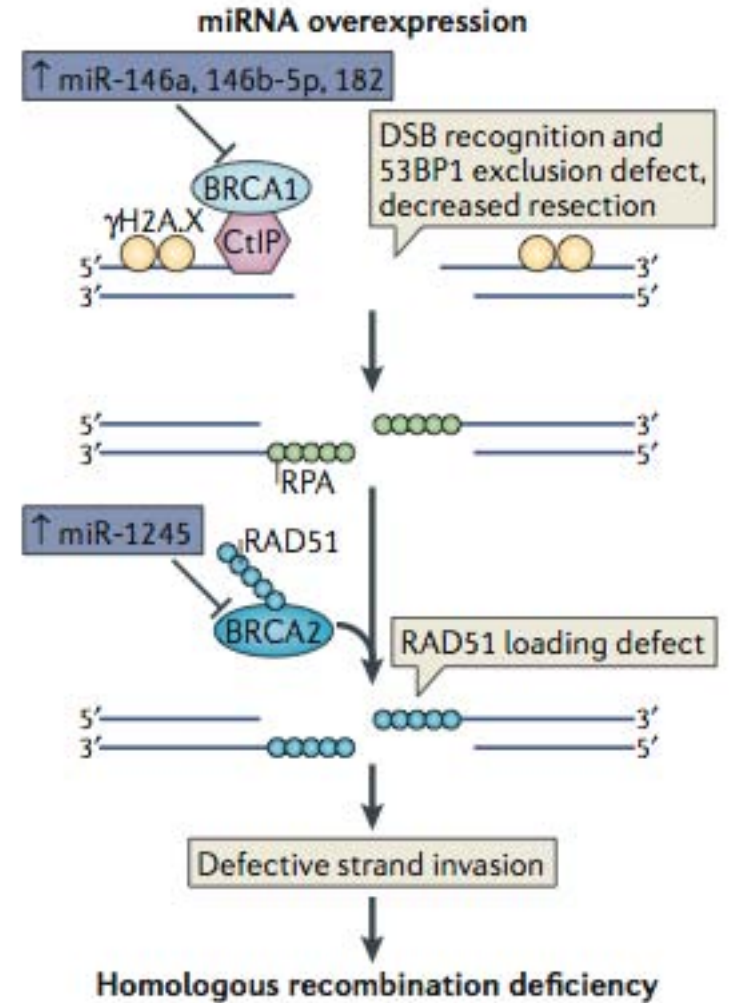 miRNA overexpression
↑ miR-146a, 146b-5p, 182
DSB recognition and
53BP1 exclusion defect,
decreased resection
BRCA1
γH2A.X
CtIP
5′ 3′
3′ 5′
5′ 3′
3′ 5′
RPA
↑ miR-1245
RAD51
BRCA2
RAD51 loading defect
5′ 3′
3′ 5′
Defective strand invasion
Homologous recombination deficiency